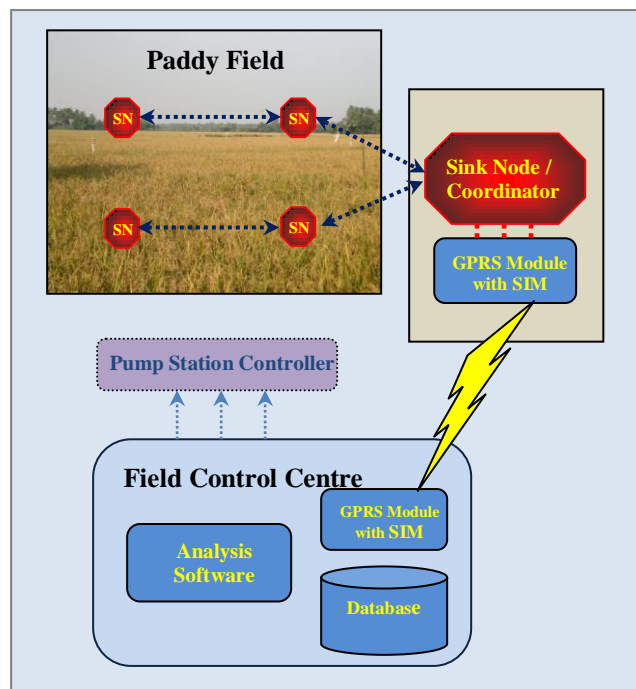 Paddy Field
SN
SN
SN
SN
Sink Node /
Coordinator
GPRS Module
with SIM
Pump Station Controller
Field Control Centre
GPRS Module
with SIM
Analysis
Software
Database